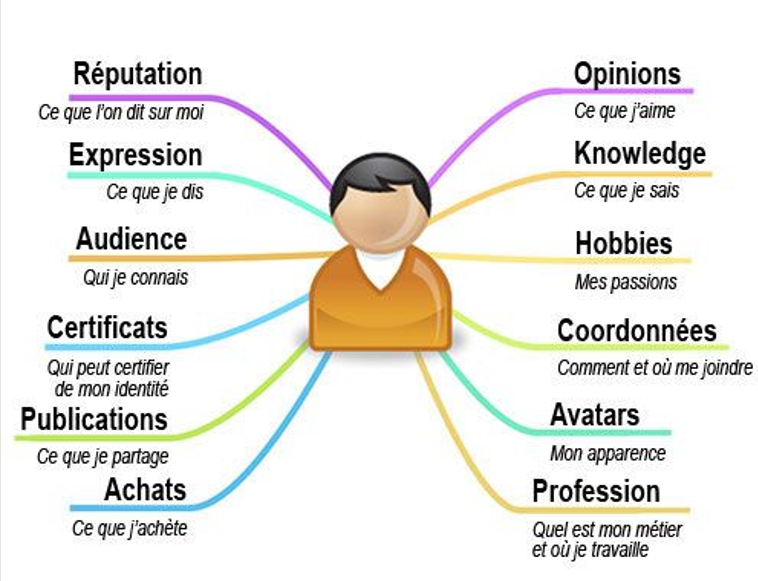 Réputation
Ce que l'on dit sur moi
Expression
Ce que je dis
Audience
Qui je connais
Certificats
Qui peut certifier
de mon identité
Publications
Ce que je partage
Achats
Ce que j'achète
Opinions
Ce que j'aime
Knowledge
Ce que je sais
Hobbies
Mes passions
Coordonnées
Comment et où me joindre
Avatars
Mon apparence
Profession
Quel est mon métier
et où je travaille